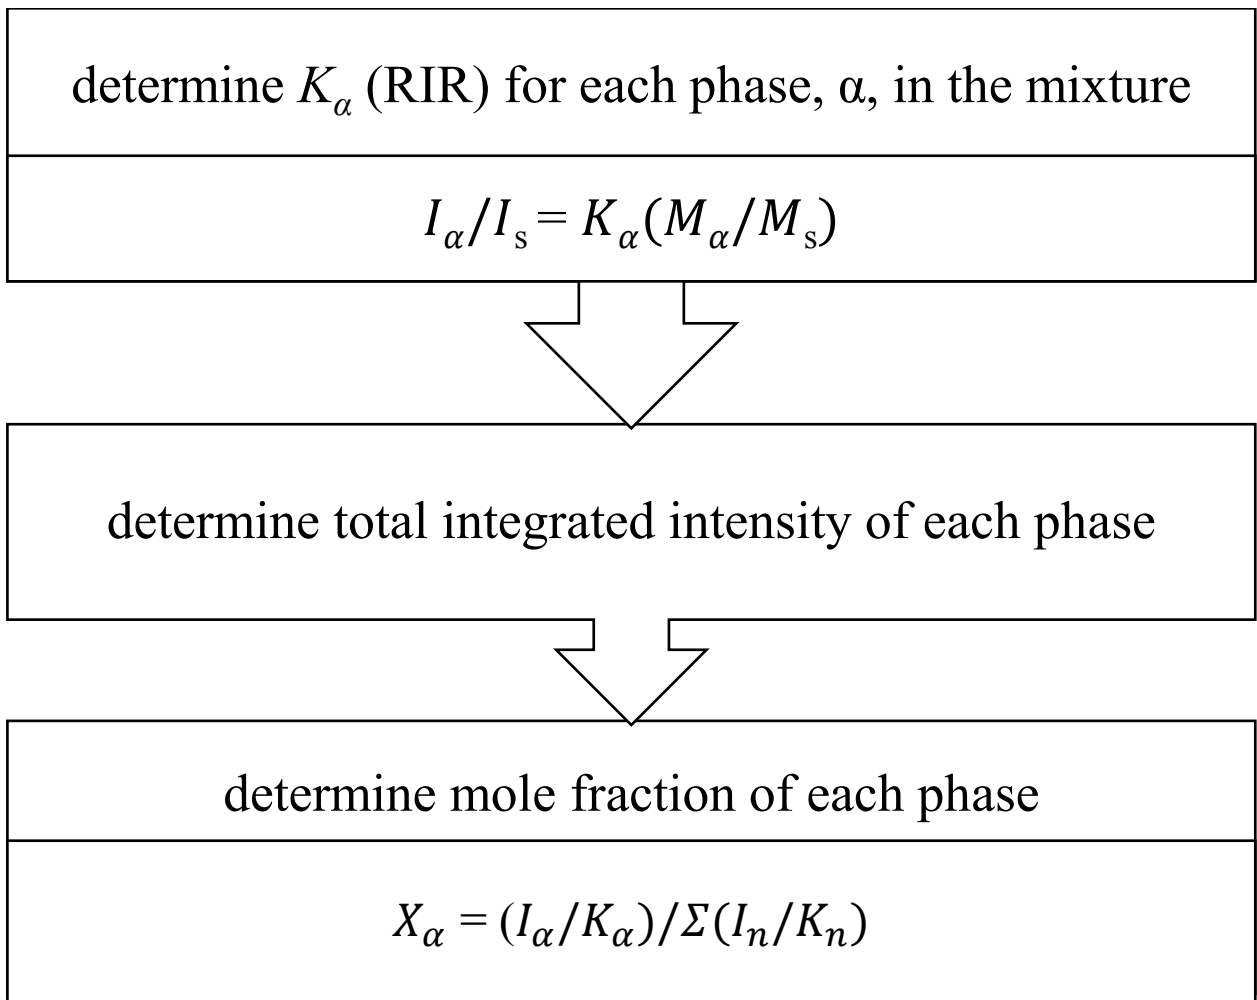 determine Kα (RIR) for each phase, α, in the mixture
Iα/Is = Kα(Mα/Ms)
determine total integrated intensity of each phase
determine mole fraction of each phase
Xα = (Iα/Kα)/Σ(In/Kn)